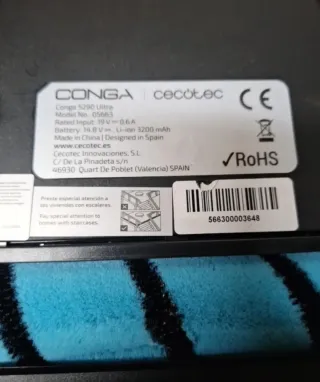 CONGA cecotec CE
Conga 5290 Ultra
Model No.: 05663
Rated Input: 19 V 0.6 A
Battery: 14.8 V Li-ion 3200 mAh
Made in China | Designed in Spain
www.cecotec.es
Cecotec Innovaciones, S.L.
C/ De La Pinadeta s/n
46930 Quart De Poblet (Valencia) SPAIN
✓RoHS
Preste especial atención a
las viviendas con escaleras.
Pay special attention to
homes with staircases.
566300003648